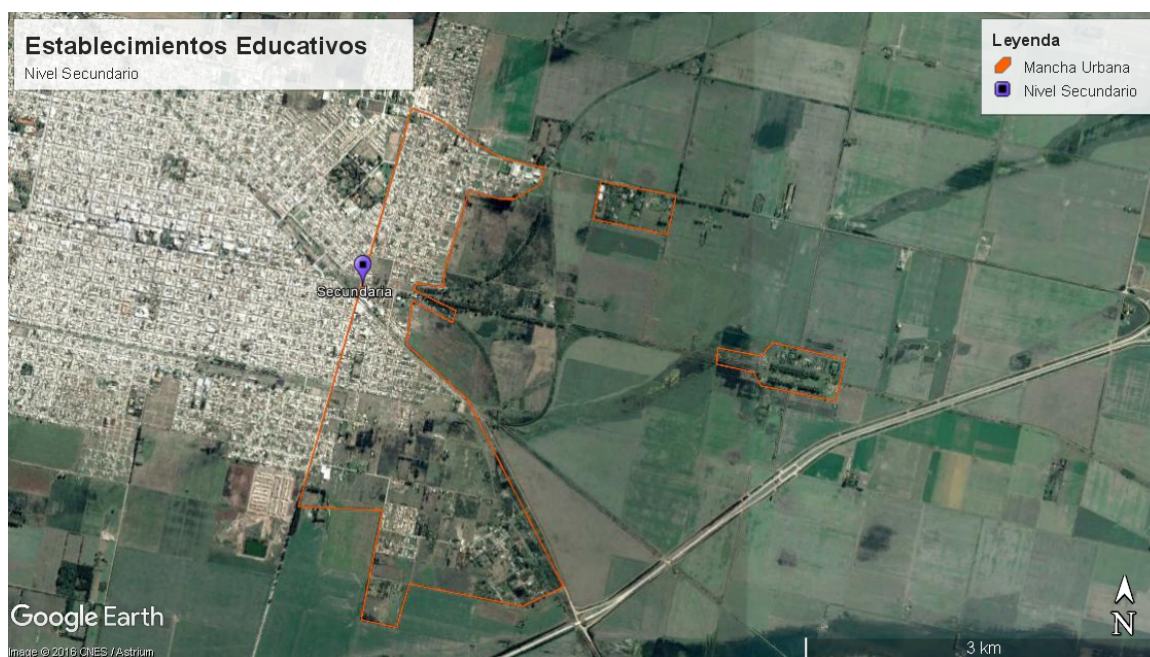 Establecimientos Educativos
Nivel Secundario
Leyenda
Mancha Urbana
Nivel Secundario
Secundaria
Google Earth
N
Image © 2016 CNES / Astrium
3 km